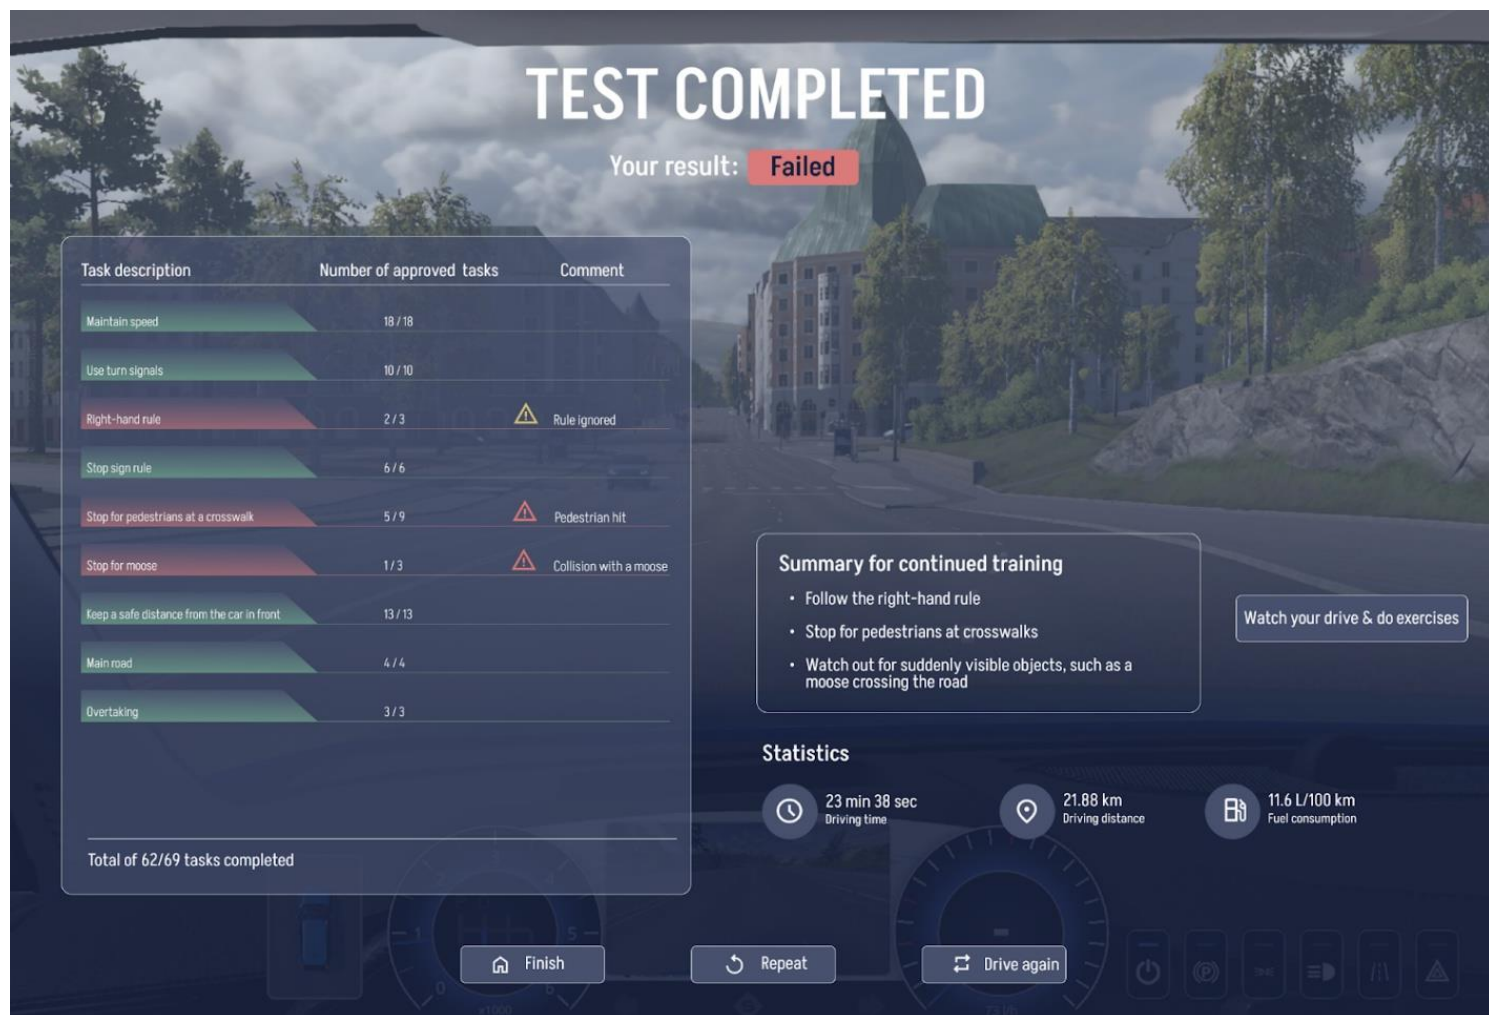 TEST COMPLETED
Your result: Failed
Task description Number of approved tasks Comment
Maintain speed 18 / 18
Use turn signals 10 / 10
Right-hand rule 2 / 3 Rule ignored
Stop sign rule 6 / 6
Stop for pedestrians at a crosswalk 5 / 9 Pedestrian hit
Stop for moose 1 / 3 Collision with a moose
Keep a safe distance from the car in front 13 / 13
Main road 4 / 4
Overtaking 3 / 3
Total of 62/69 tasks completed
Summary for continued training
• Follow the right-hand rule
• Stop for pedestrians at crosswalks
• Watch out for suddenly visible objects, such as a
moose crossing the road
Watch your drive & do exercises
Statistics
23 min 38 sec
Driving time
21.88 km
Driving distance
11.6 L/100 km
Fuel consumption
1 5
0
x1000
Finish Repeat Drive again